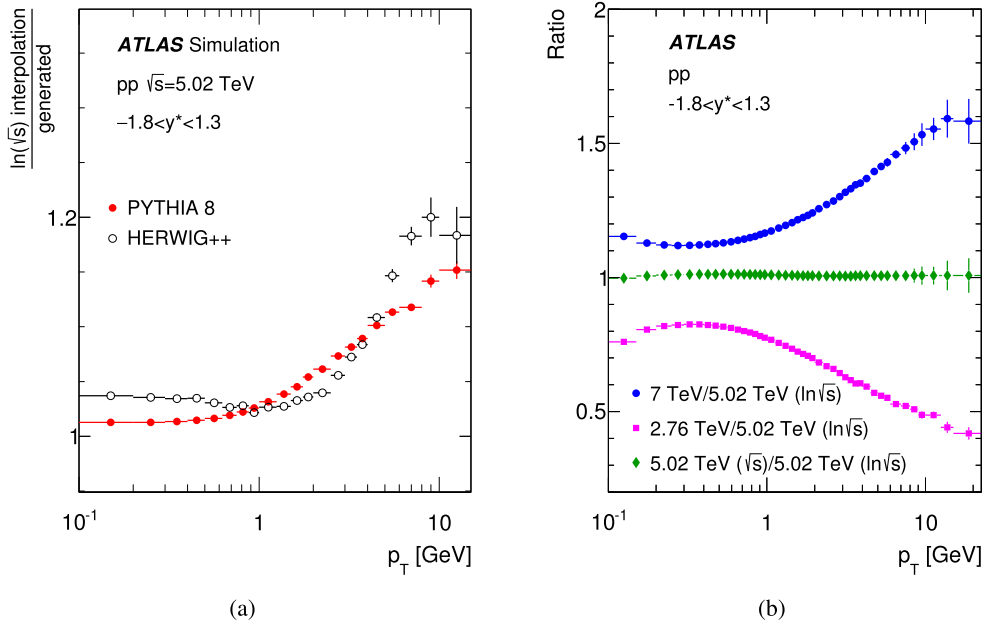 ln(√s) interpolation
generated
ATLAS Simulation
pp √s=5.02 TeV
−1.8<y*<1.3
PYTHIA 8
HERWIG++
1.2
1
10⁻¹
1
10
p_T [GeV]
(a)
Ratio
2
1.5
1
0.5
ATLAS
pp
-1.8<y*<1.3
7 TeV/5.02 TeV (ln√s)
2.76 TeV/5.02 TeV (ln√s)
5.02 TeV (√s)/5.02 TeV (ln√s)
10⁻¹
1
10
p_T [GeV]
(b)